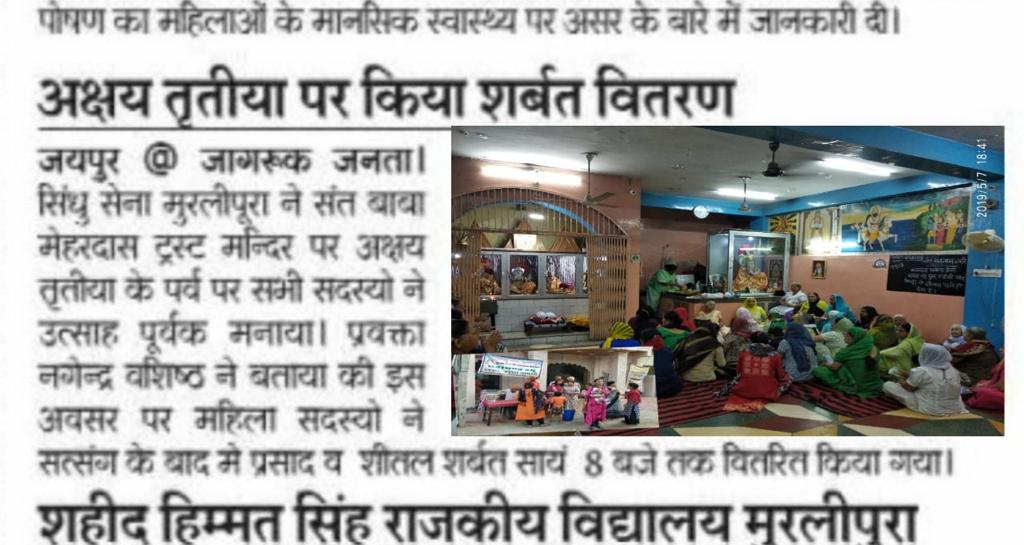 पोषण का महिलाओं के मानसिक स्वास्थ्य पर असर के बारे में जानकारी दी।
अक्षय तृतीया पर किया शर्बत वितरण
जयपुर @ जागरूक जनता।
सिंधु सेना मुरलीपूरा ने संत बाबा
मेहरदास ट्रस्ट मन्दिर पर अक्षय
तृतीया के पर्व पर सभी सदस्यो ने
उत्साह पूर्वक मनाया। प्रवक्ता
नगेन्द्र वशिष्ठ ने बताया की इस
अवसर पर महिला सदस्यो ने
सत्संग के बाद मे प्रसाद व शीतल शर्बत सायं 8 बजे तक वितरित किया गया।
2019/5/7 18:41
शहीद हिम्मत सिंह राजकीय विद्यालय मुरलीपुरा